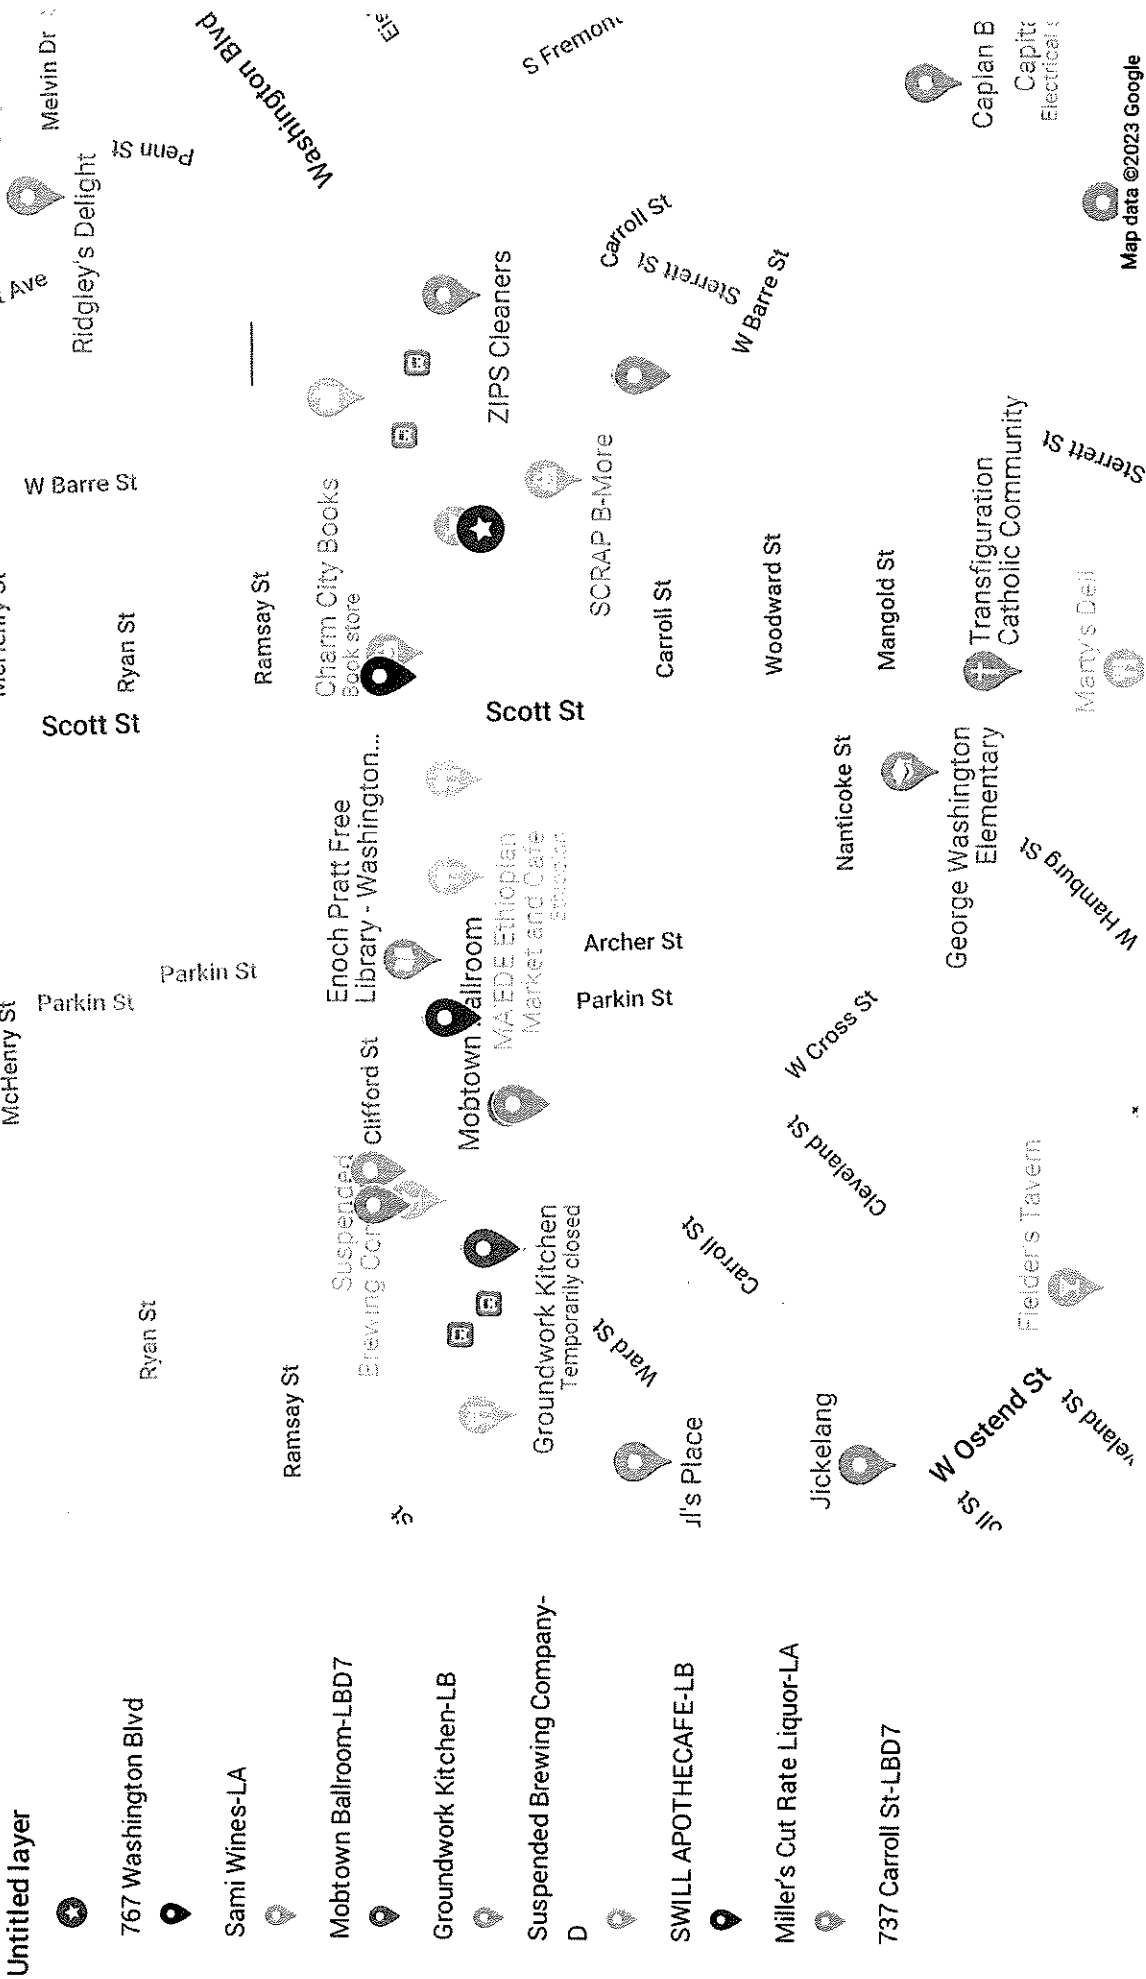 Untitled layer
767 Washington Blvd
Sami Wines-LA
Mobtown Ballroom-LBD7
Groundwork Kitchen-LB
Suspended Brewing Company-
D
SWILL APOTHECAFE-LB
Miller's Cut Rate Liquor-LA
737 Carroll St-LBD7
McHenry St
Parkin St
Scott St
W Barre St
Ave
Ridgley's Delight
Melvin Dr
Penn St
Washington Blvd
S Fremont
Ryan St
Parkin St
Ryan St
Ramsay St
Ramsay St
Suspended
Clifford St
Enoch Pratt Free
Library - Washington...
Charm City Books
Book store
Mobtown
allroom
MA'EDE Ethiopian
Market and Cafe
Ethiopian
Scott St
ZIPS Cleaners
Groundwork Kitchen
Temporarily closed
Archer St
Parkin St
SCRAP B-More
Carroll St
Carroll St
Sterrett St
W Barre St
Ward St
Carroll St
Woodward St
W Cross St
Cleveland St
Nanticoke St
Mangold St
Jickelang
George Washington
Elementary
Transfiguration
Catholic Community
Caplan B
Electrical
W Ostend St
Fielder's Tavern
W Hamburg St
Marty's Deli
Sterrett St
Map data ©2023 Google